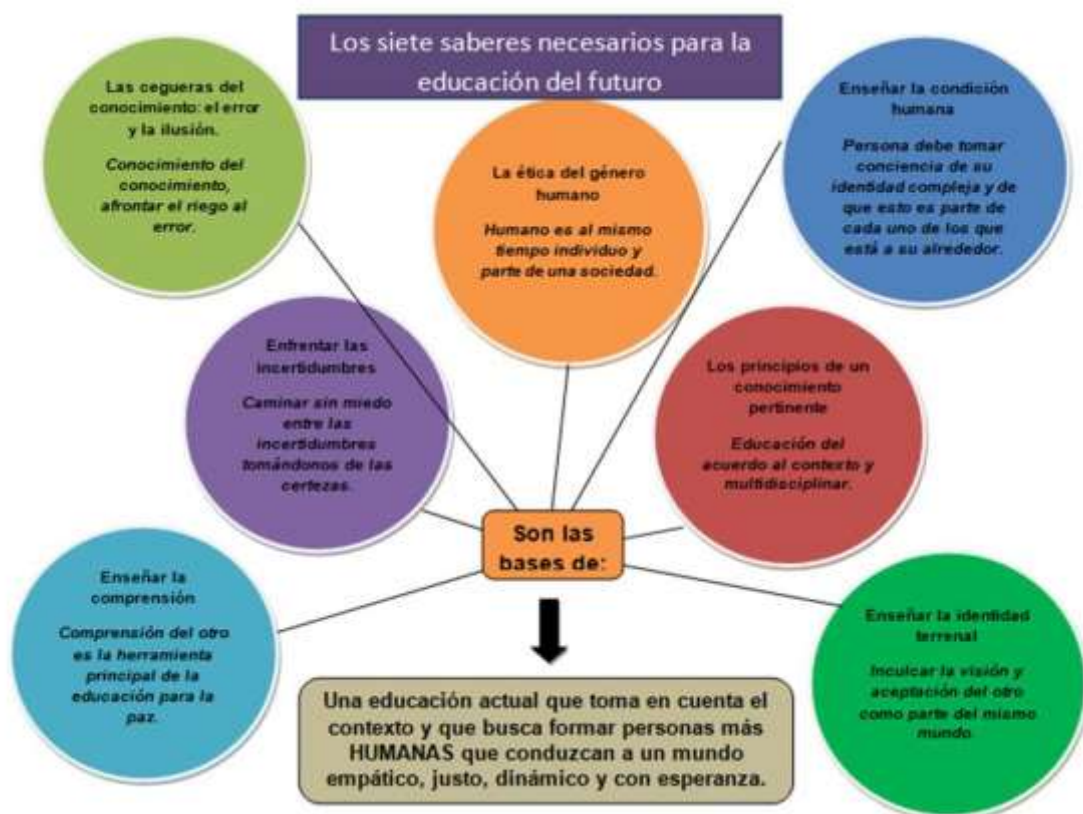 Los siete saberes necesarios para la
educación del futuro
Las cegueras del
conocimiento: el error
y la ilusión.
Conocimiento del
conocimiento,
afrontar el riego al
error.
La ética del género
humano
Humano es al mismo
tiempo individuo y
parte de una sociedad.
Enseñar la condición
humana
Persona debe tomar
conciencia de su
identidad compleja y de
que esto es parte de
cada uno de los que
está a su alrededor.
Enfrentar las
incertidumbres
Caminar sin miedo
entre las
incertidumbres
tomándonos de las
certezas.
Los principios de un
conocimiento
pertinente
Educación del
acuerdo al contexto y
multidisciplinar.
Son las
bases de:
Enseñar la
comprensión
Comprensión del otro
es la herramienta
principal de la
educación para la
paz.
Enseñar la identidad
terrenal
Inculcar la visión y
aceptación del otro
como parte del mismo
mundo.
Una educación actual que toma en cuenta el
contexto y que busca formar personas más
HUMANAS que conduzcan a un mundo
empático, justo, dinámico y con esperanza.